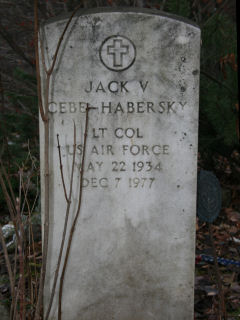 JACK V
CEBE-HABERSKY
LT COL
US AIR FORCE
MAY 22 1934
DEC 7 1977